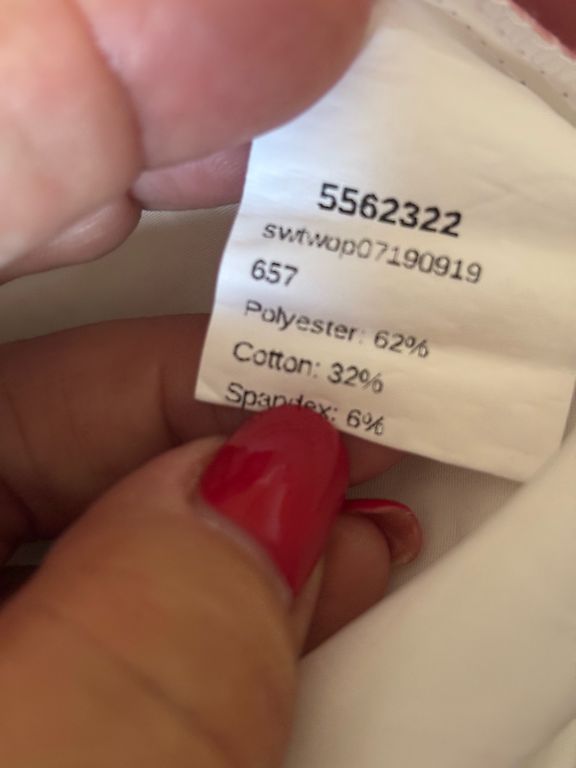 5562322
swtwop07190919
657
Polyester: 62%
Cotton: 32%
Spandex: 6%